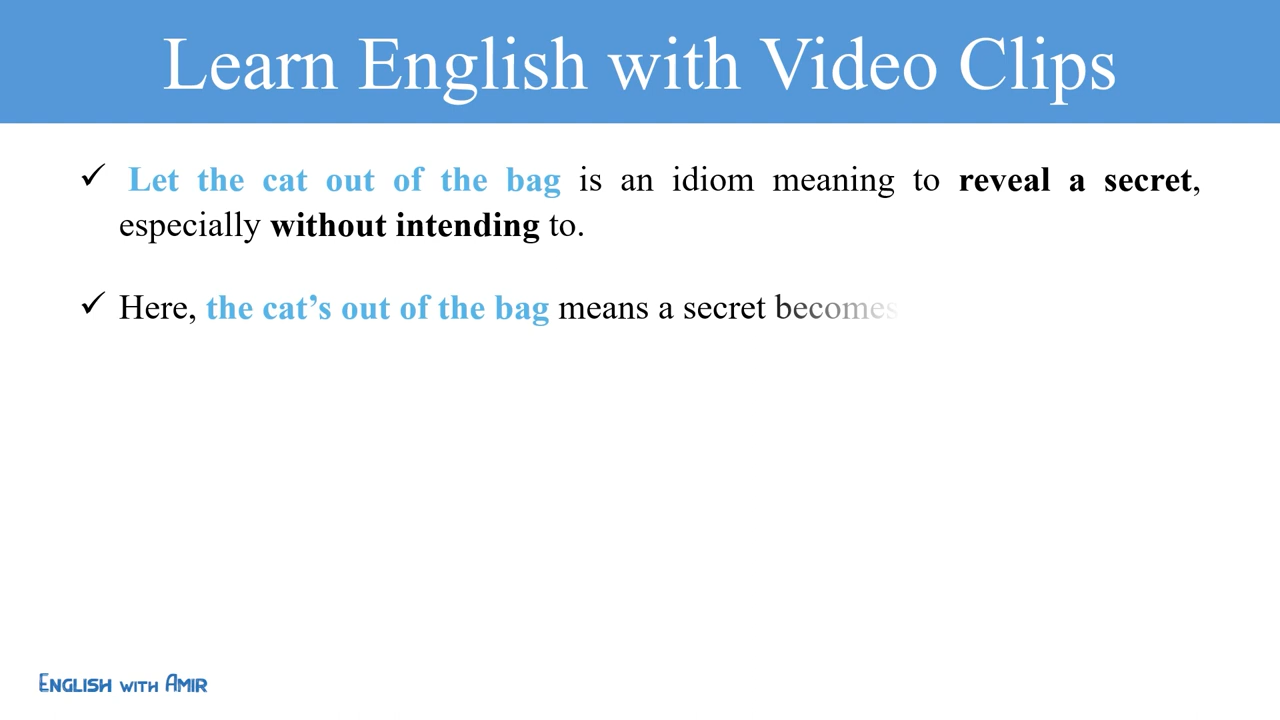 Learn English with Video Clips
✓ Let the cat out of the bag is an idiom meaning to reveal a secret,
especially without intending to.
✓ Here, the cat’s out of the bag means a secret becomes
English with Amir